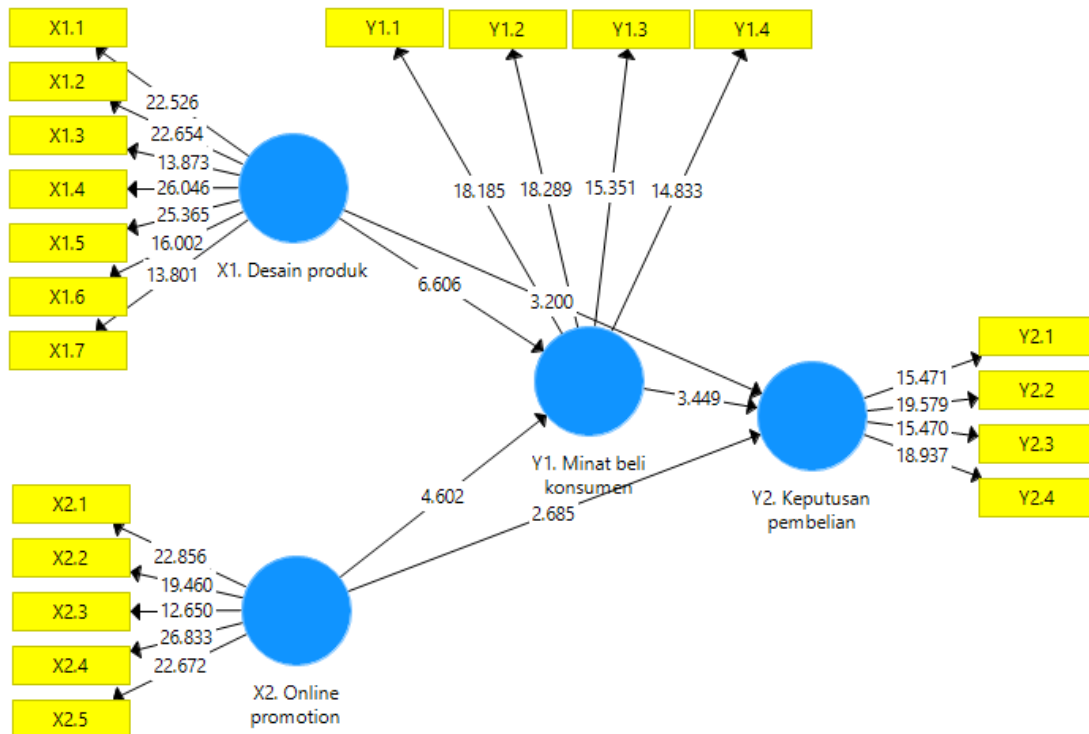 X1.1
X1.2
X1.3
X1.4
X1.5
X1.6
X1.7
22.526
22.654
13.873
26.046
25.365
16.002
13.801
X1. Desain produk
Y1.1
Y1.2
Y1.3
Y1.4
18.185
18.289
15.351
14.833
6.606
3.200
Y1. Minat beli
konsumen
3.449
4.602
2.685
Y2. Keputusan
pembelian
15.471
19.579
15.470
18.937
Y2.1
Y2.2
Y2.3
Y2.4
X2.1
X2.2
X2.3
X2.4
X2.5
22.856
19.460
12.650
26.833
22.672
X2. Online
promotion